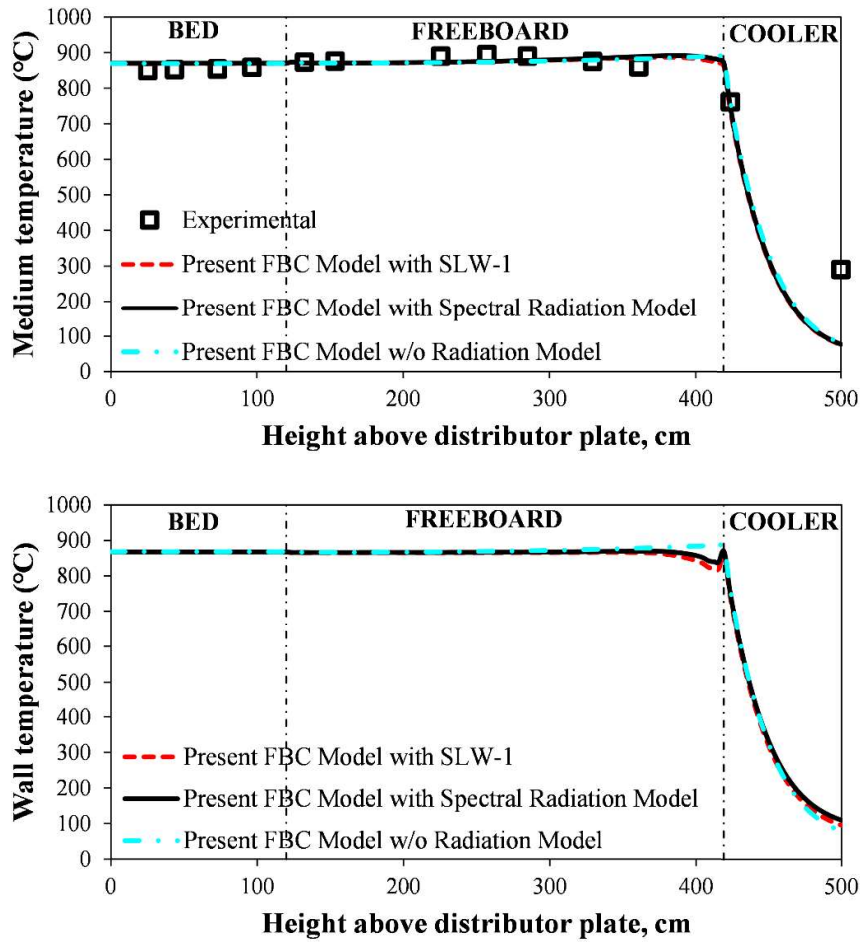 BED FREEBOARD COOLER
1000
900
800
700
600
500
400
300
200
100
0
Medium temperature (°C)
Experimental
Present FBC Model with SLW-1
Present FBC Model with Spectral Radiation Model
Present FBC Model w/o Radiation Model
0 100 200 300 400 500
Height above distributor plate, cm
BED FREEBOARD COOLER
1000
900
800
700
600
500
400
300
200
100
0
Wall temperature (°C)
Present FBC Model with SLW-1
Present FBC Model with Spectral Radiation Model
Present FBC Model w/o Radiation Model
0 100 200 300 400 500
Height above distributor plate, cm